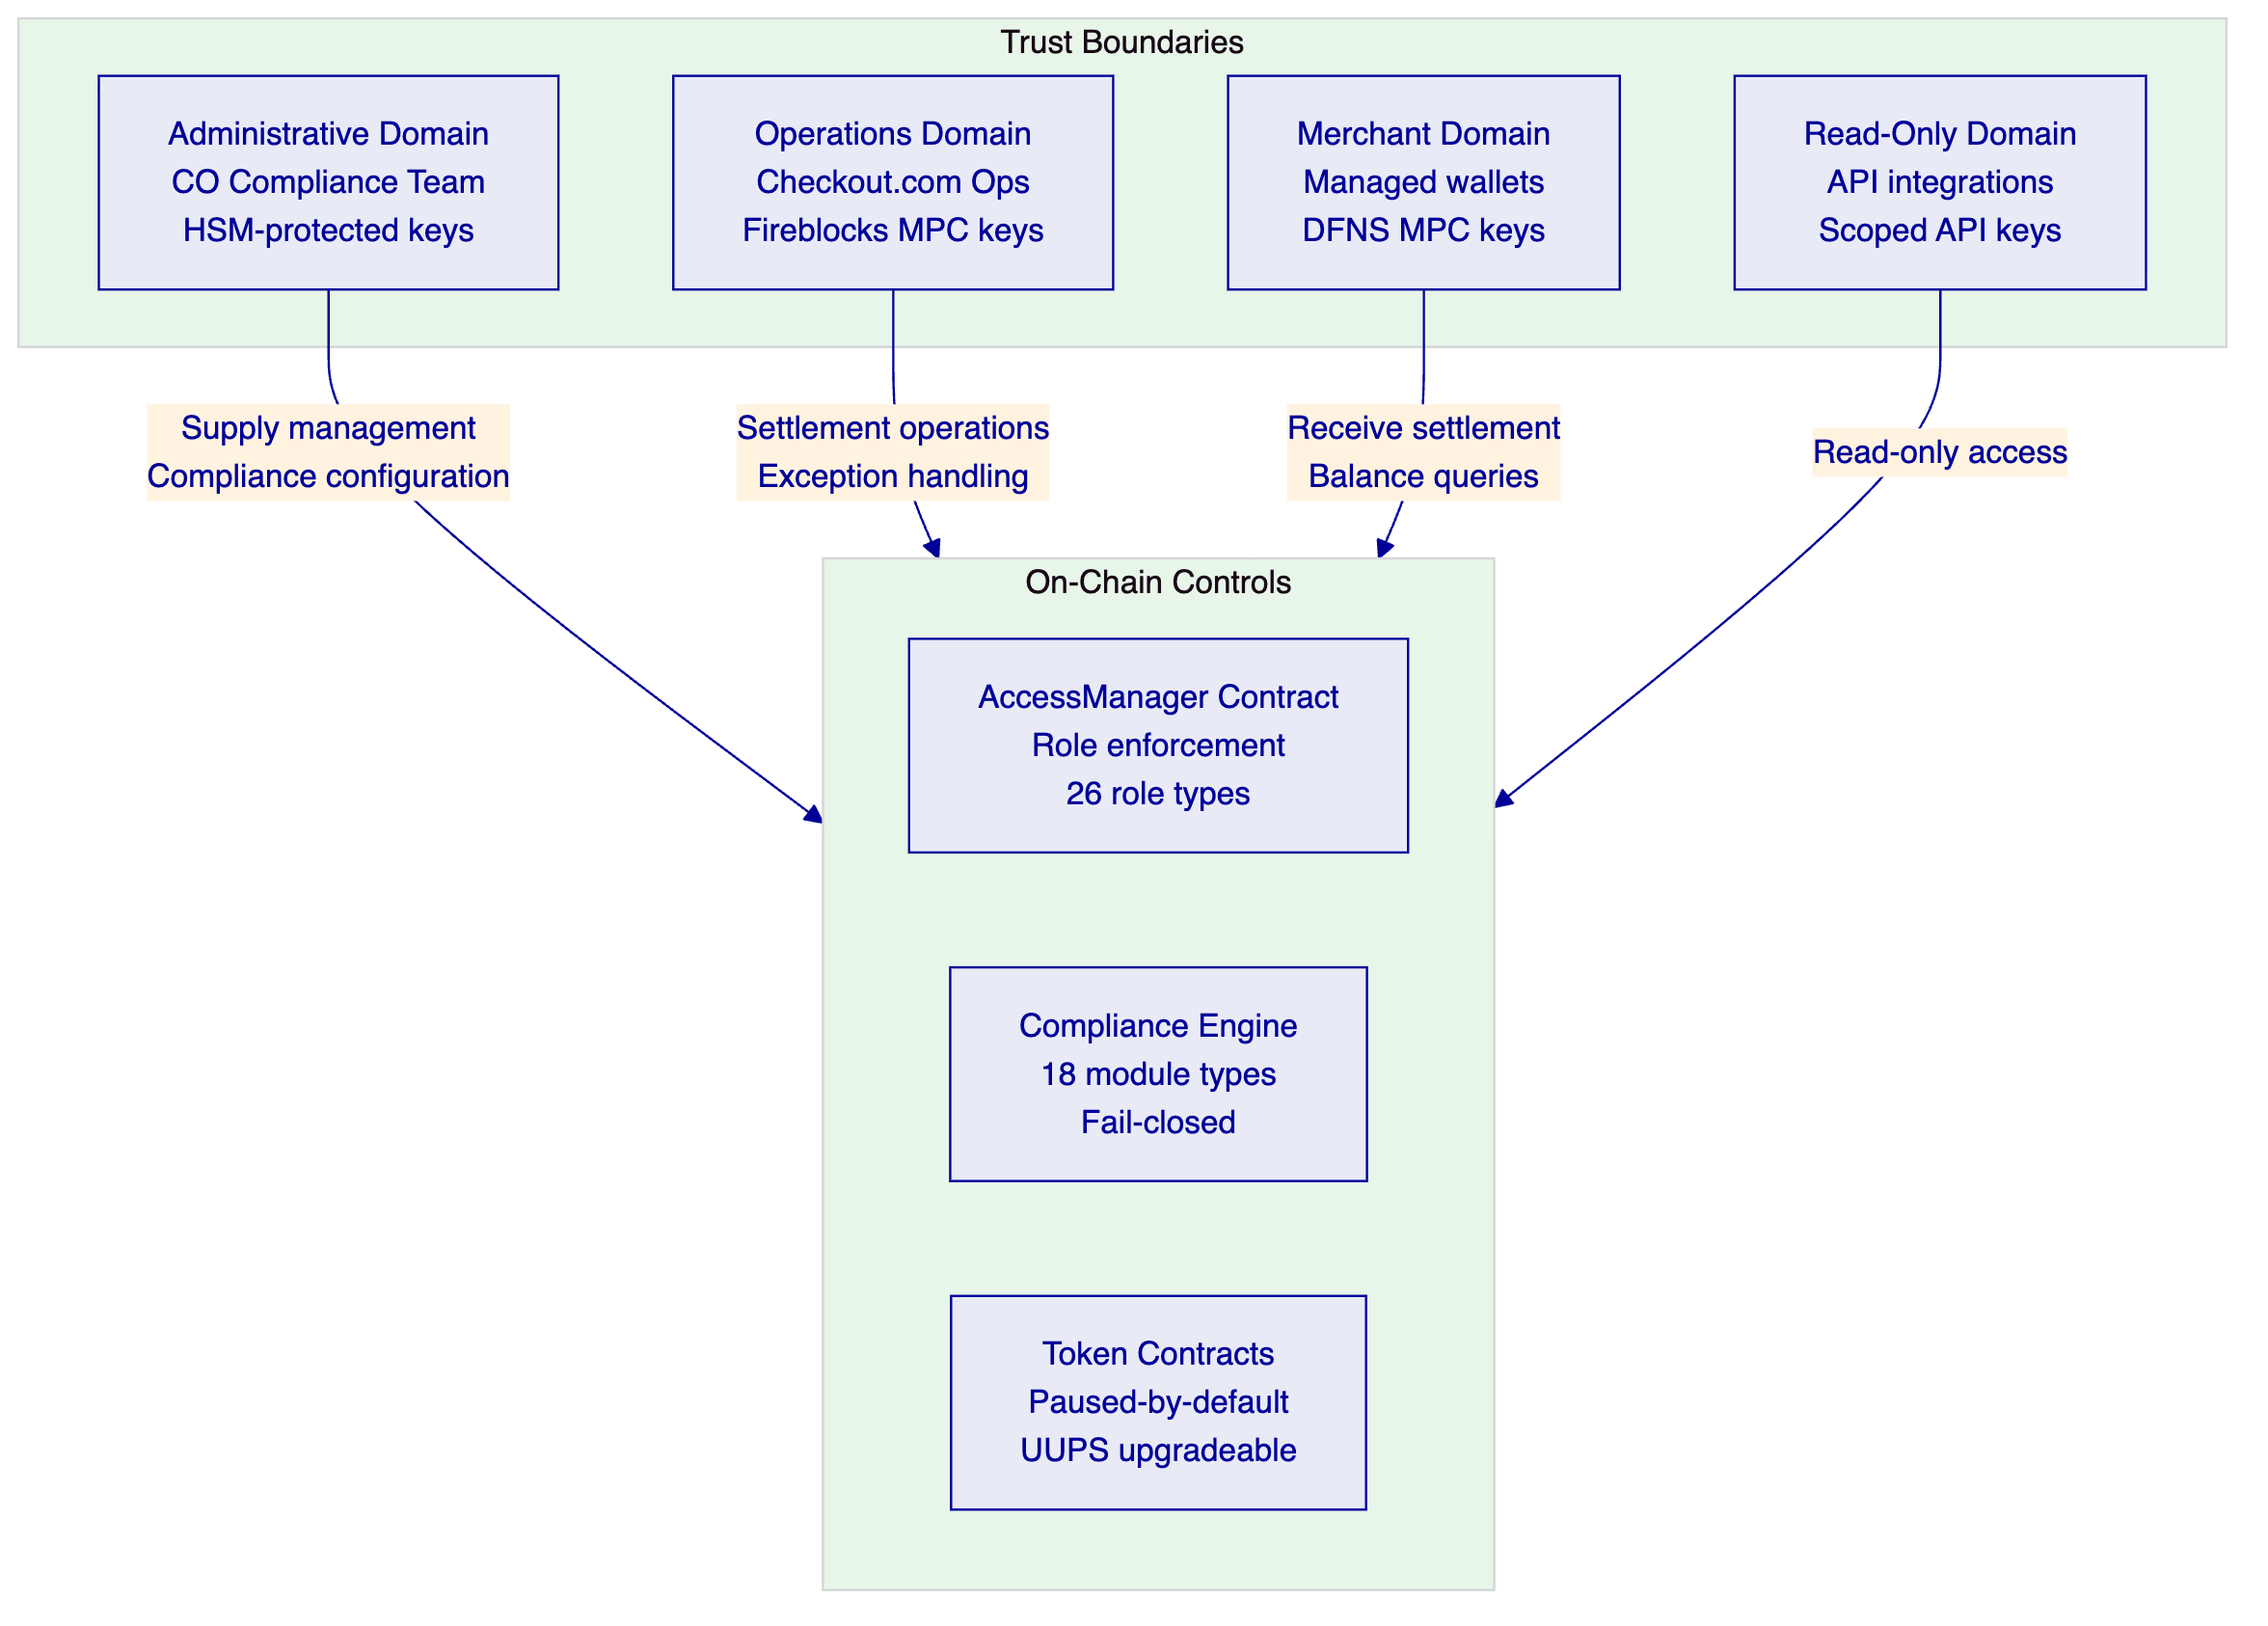 Trust Boundaries
Administrative Domain
CO Compliance Team
HSM-protected keys
Operations Domain
Checkout.com Ops
Fireblocks MPC keys
Merchant Domain
Managed wallets
DFNS MPC keys
Read-Only Domain
API integrations
Scoped API keys
Supply management
Compliance configuration
Settlement operations
Exception handling
Receive settlement
Balance queries
Read-only access
On-Chain Controls
AccessManager Contract
Role enforcement
26 role types
Compliance Engine
18 module types
Fail-closed
Token Contracts
Paused-by-default
UUPS upgradeable